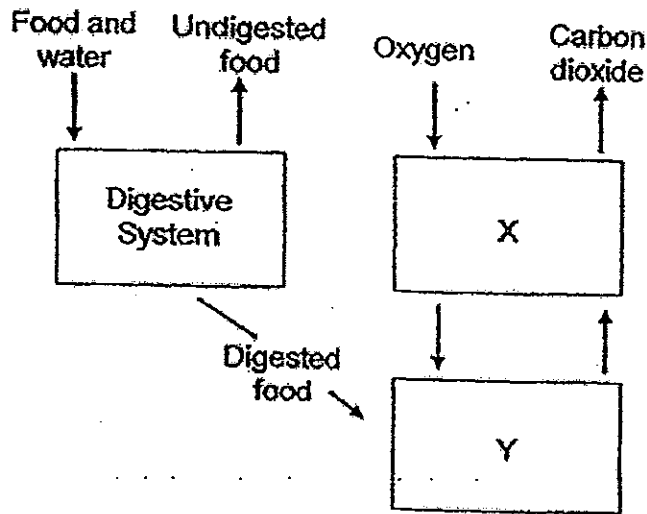 Food and
water
Undigested
food
Oxygen
Carbon
dioxide
Digestive
System
X
Digested
food
Y